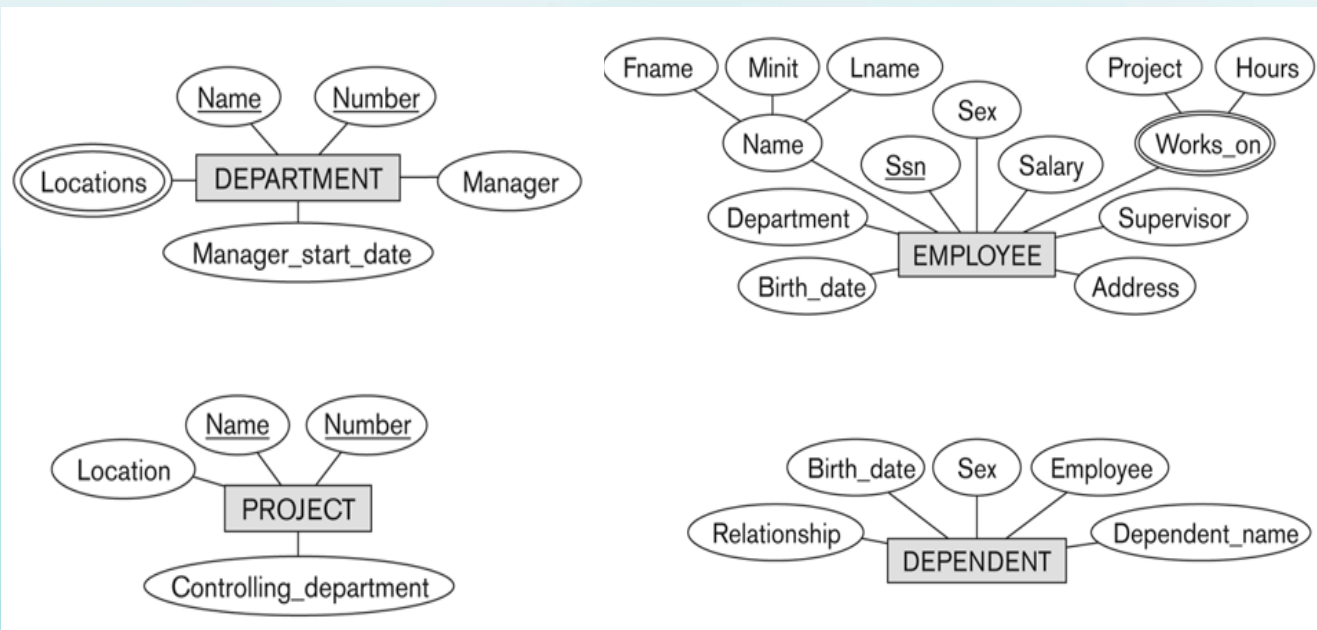 Name
Number
Locations
DEPARTMENT
Manager
Manager_start_date
Fname
Minit
Lname
Name
Sex
Project
Hours
Works_on
Ssn
Salary
Department
Supervisor
EMPLOYEE
Birth_date
Address
Name
Number
Location
PROJECT
Controlling_department
Birth_date
Sex
Employee
Relationship
Dependent_name
DEPENDENT